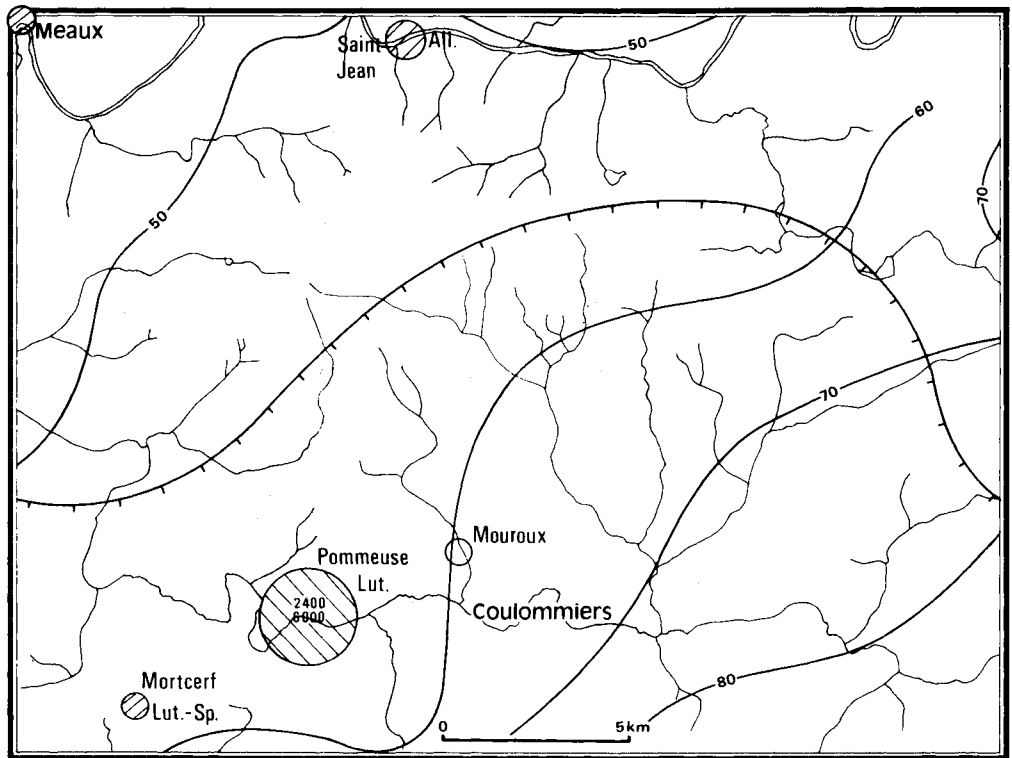 Meaux
Saint
Jean
All.
50
60
70
50
70
Mouroux
Pommeuse
Lut.
2400
6000
Coulommiers
Mortcerf
Lut.-Sp.
80
0 5km